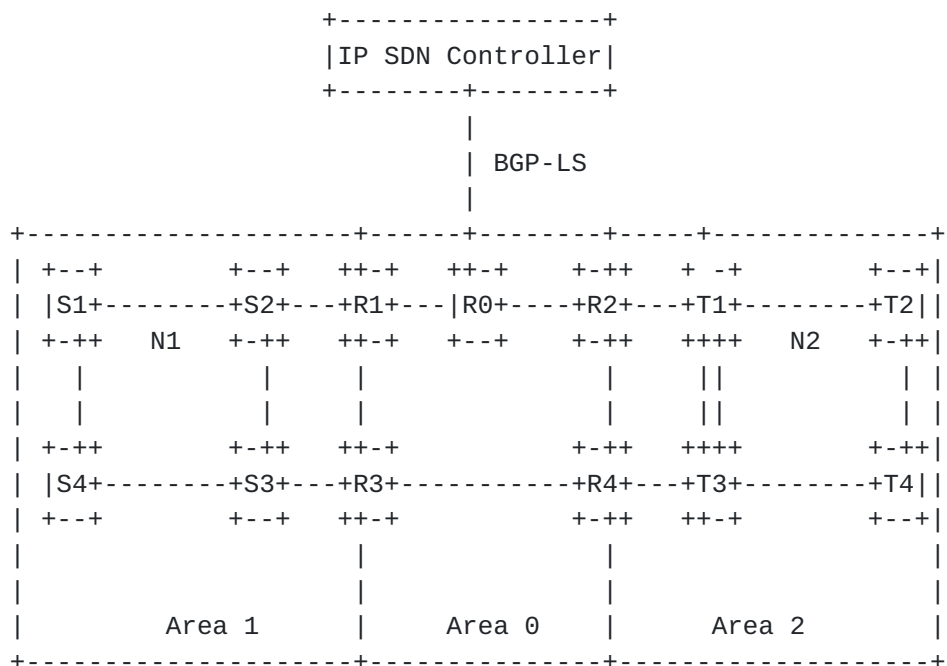 +-----------------+
|IP SDN Controller|
+--------+--------+
|
| BGP-LS
|
+---------------------+------+--------+-----+--------------+
| +--+        +--+   ++-+   ++-+    +-++   + -+        +--+|
| |S1+--------+S2+---+R1+---|R0+----+R2+---+T1+--------+T2||
| +-++   N1   +-++   ++-+   +--+    +-++   ++++   N2   +-++|
|   |           |     |               |     ||           | |
|   |           |     |               |     ||           | |
| +-++        +-++   ++-+           +-++   ++++        +-++|
| |S4+--------+S3+---+R3+-----------+R4+---+T3+--------+T4||
| +--+        +--+   ++-+           +-++   ++-+        +--+|
|                     |               |                    |
|                     |               |                    |
|         Area 1      |     Area 0    |      Area 2        |
+---------------------+---------------+--------------------+